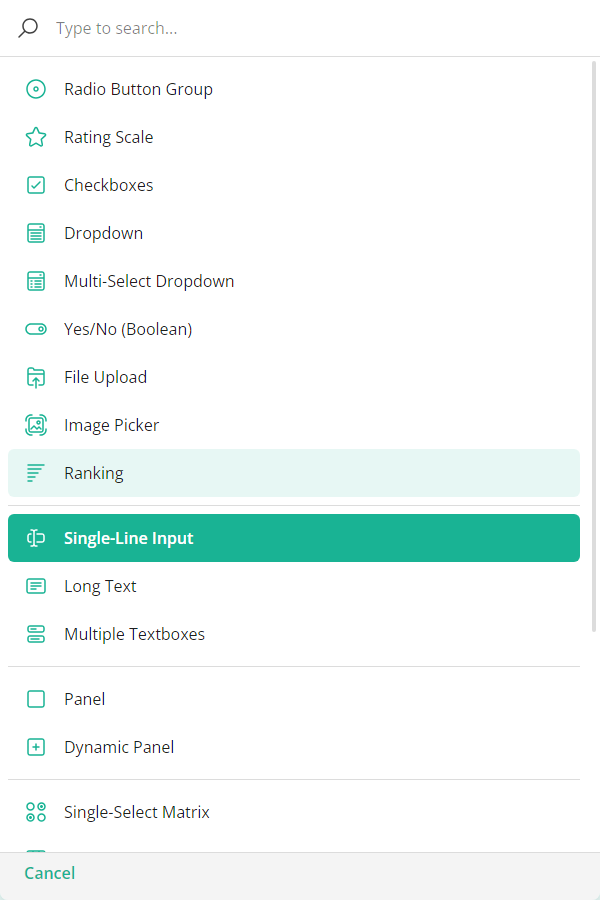 Type to search...
Radio Button Group
Rating Scale
Checkboxes
Dropdown
Multi-Select Dropdown
Yes/No (Boolean)
File Upload
Image Picker
Ranking
Single-Line Input
Long Text
Multiple Textboxes
Panel
Dynamic Panel
Single-Select Matrix
Cancel